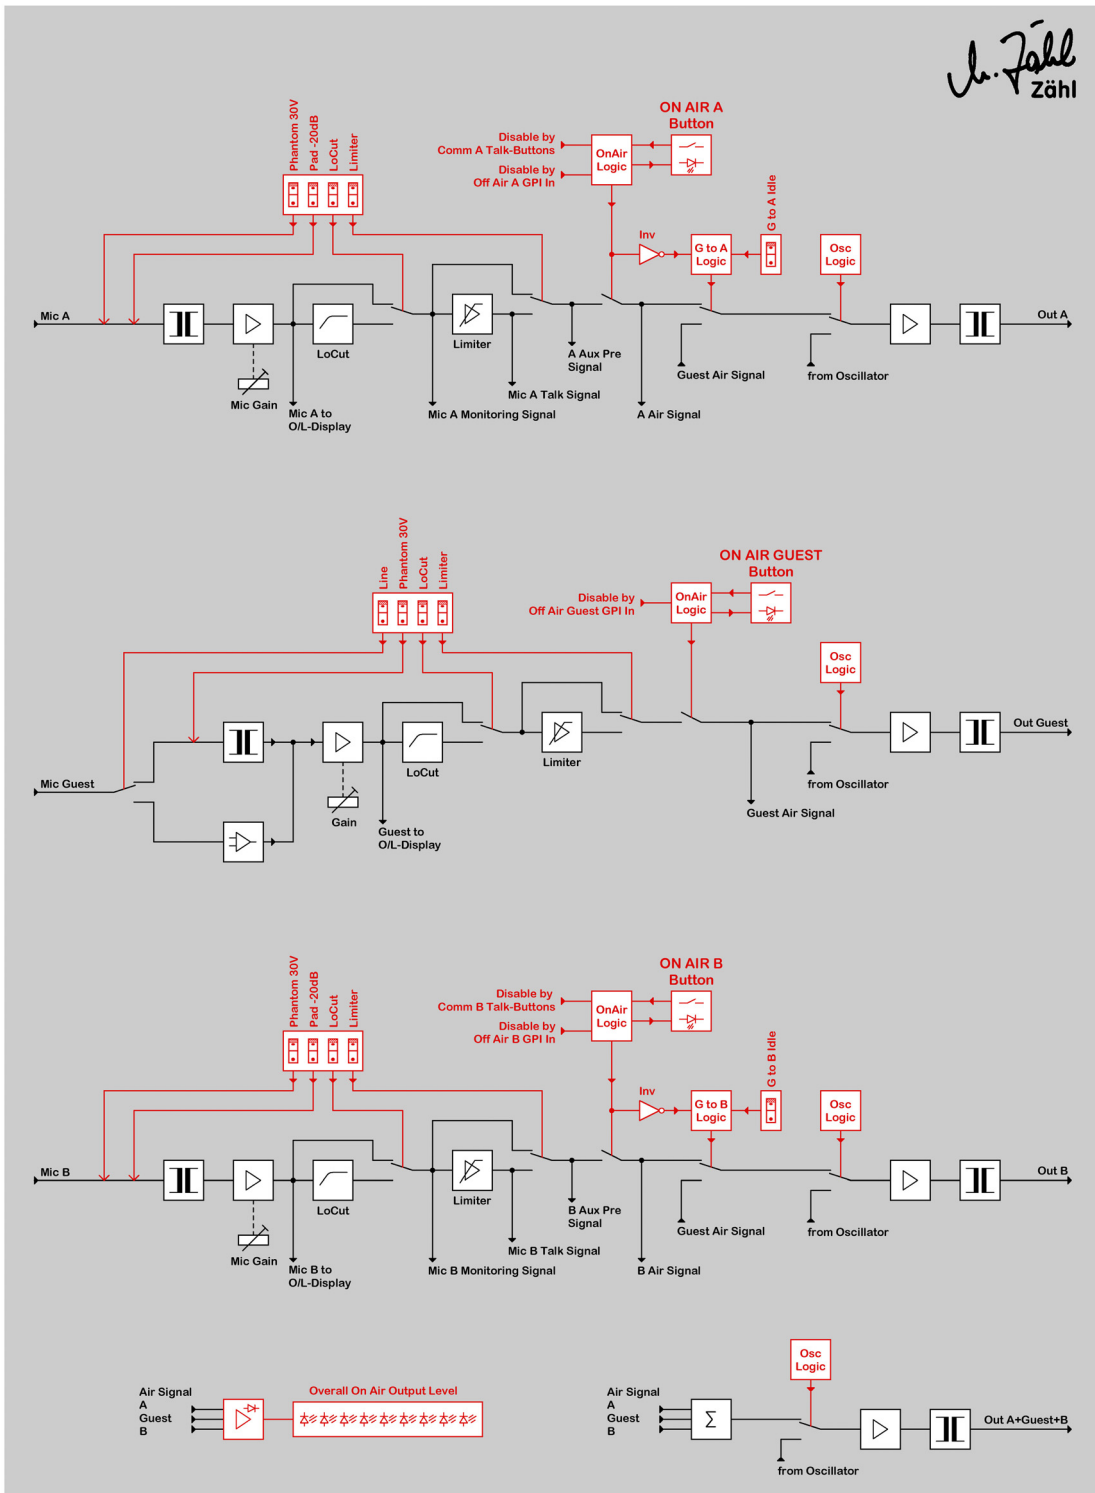 M. Zähl
Zähl
Phantom 30V
Pad -20dB
LoCut
Limiter
ON AIR A
Button
Disable by
Comm A Talk-Buttons
Disable by
Off Air A GPI In
OnAir
Logic
G to A Idle
Inv
G to A
Logic
Osc
Logic
Mic A
LoCut
Limiter
Mic Gain
Mic A to
O/L-Display
Mic A Monitoring Signal
Mic A Talk Signal
A Aux Pre
Signal
A Air Signal
Guest Air Signal
from Oscillator
Out A
Line
Phantom 30V
LoCut
Limiter
ON AIR GUEST
Button
Disable by
Off Air Guest GPI In
OnAir
Logic
Osc
Logic
Mic Guest
LoCut
Limiter
Gain
Guest to
O/L-Display
Guest Air Signal
from Oscillator
Out Guest
Phantom 30V
Pad -20dB
LoCut
Limiter
ON AIR B
Button
Disable by
Comm B Talk-Buttons
Disable by
Off Air B GPI In
OnAir
Logic
G to B Idle
Inv
G to B
Logic
Osc
Logic
Mic B
LoCut
Limiter
Mic Gain
Mic B to
O/L-Display
Mic B Monitoring Signal
Mic B Talk Signal
B Aux Pre
Signal
B Air Signal
Guest Air Signal
from Oscillator
Out B
Air Signal
A
Guest
B
Overall On Air Output Level
Air Signal
A
Guest
B
Σ
Osc
Logic
from Oscillator
Out A+Guest+B